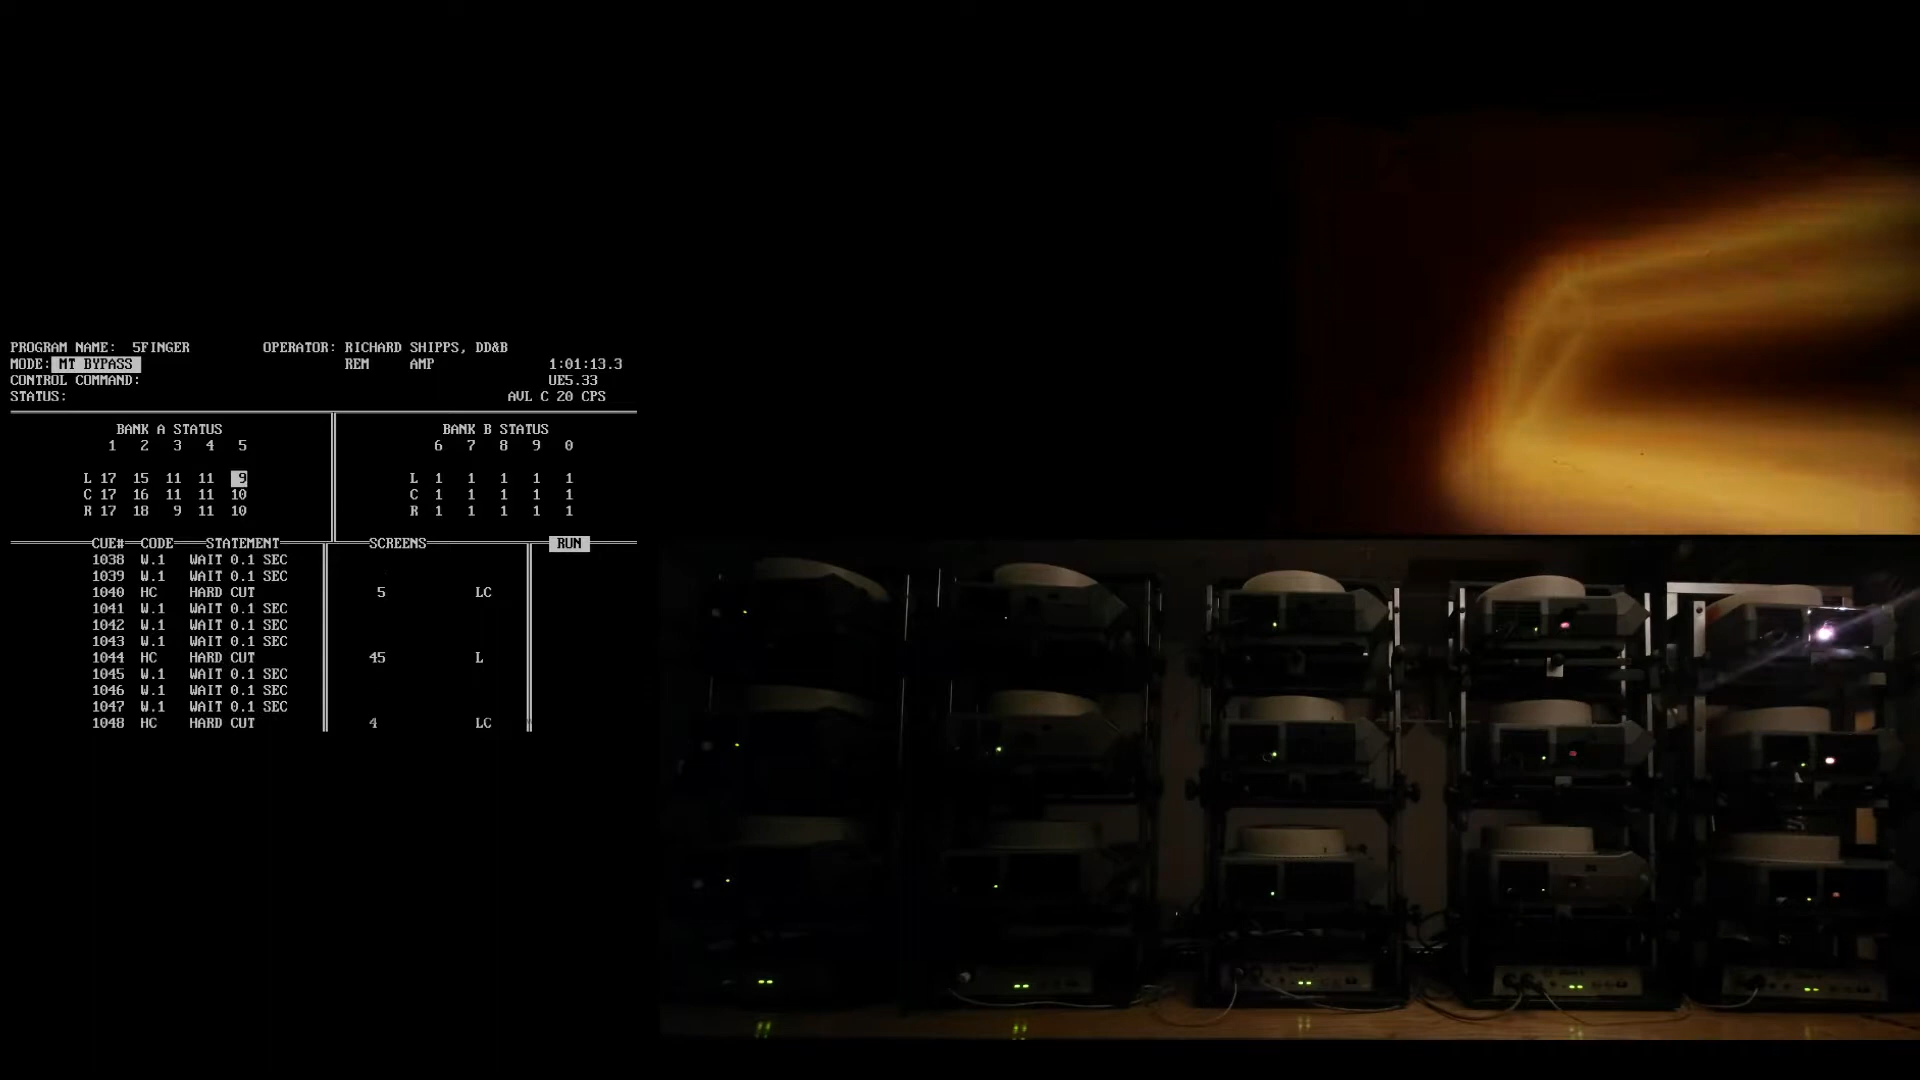 PROGRAM NAME: 5FINGER OPERATOR: RICHARD SHIPPS, DD&B
MODE: MT BYPASS REM AMP 1:01:13.3
CONTROL COMMAND: UE5.33
STATUS: AVL C 20 CPS
BANK A STATUS BANK B STATUS
1 2 3 4 5 6 7 8 9 0
L 17 15 11 11 9 L 1 1 1 1 1
C 17 16 11 11 10 C 1 1 1 1 1
R 17 18 9 11 10 R 1 1 1 1 1
CUE# CODE STATEMENT SCREENS RUN
1038 W.1 WAIT 0.1 SEC
1039 W.1 WAIT 0.1 SEC
1040 HC HARD CUT 5 LC
1041 W.1 WAIT 0.1 SEC
1042 W.1 WAIT 0.1 SEC
1043 W.1 WAIT 0.1 SEC
1044 HC HARD CUT 45 L
1045 W.1 WAIT 0.1 SEC
1046 W.1 WAIT 0.1 SEC
1047 W.1 WAIT 0.1 SEC
1048 HC HARD CUT 4 LC